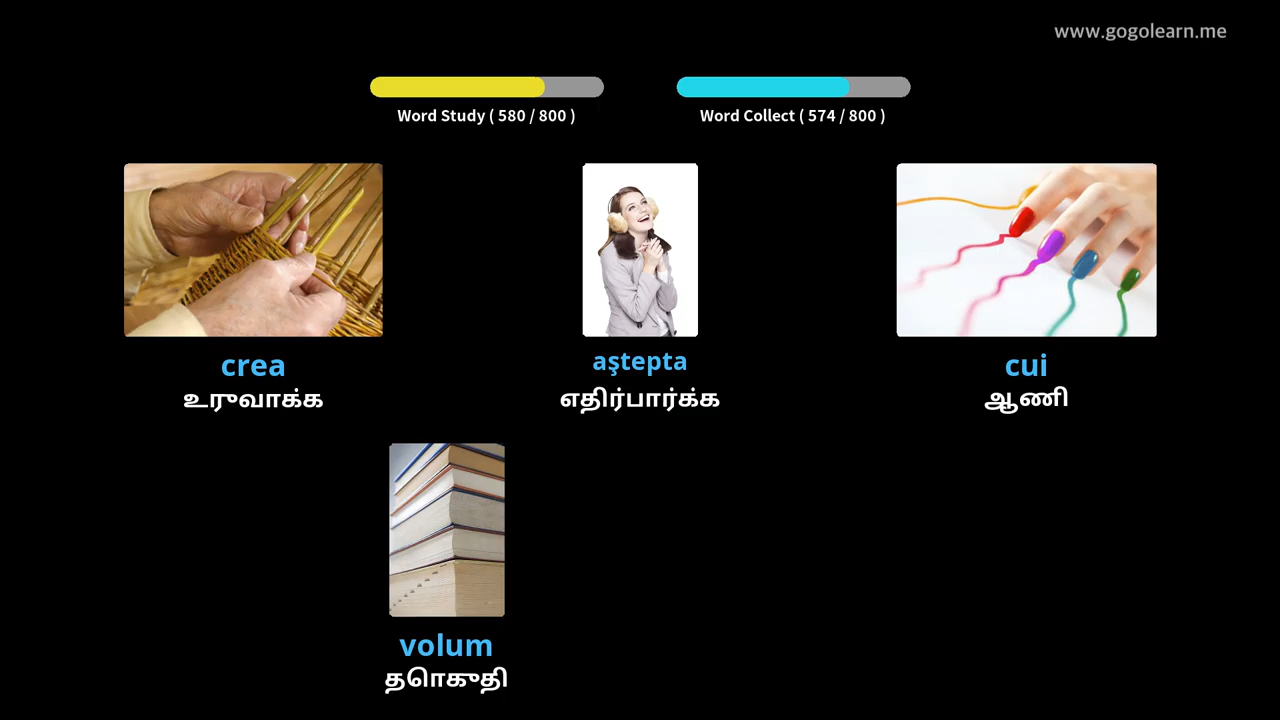 www.gogolearn.me
Word Study ( 580 / 800 )
Word Collect ( 574 / 800 )
crea
உருவாக்க
aştepta
எதிர்பார்க்க
cui
ஆணி
volum
தொகுதி